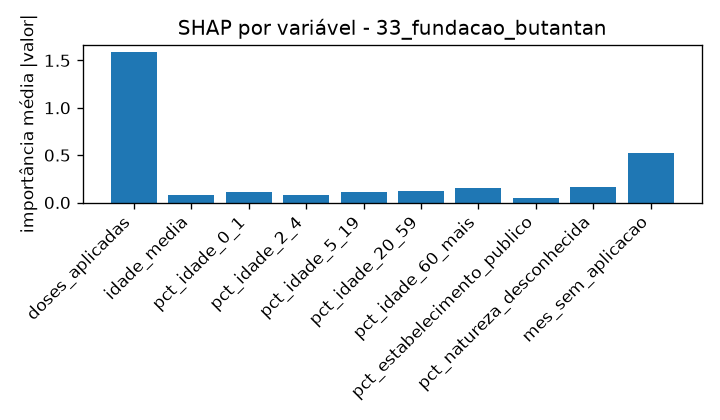 SHAP por variável - 33_fundacao_butantan
importância média |valor|
1.5
1.0
0.5
0.0
doses_aplicadas
idade_media
pct_idade_0_1
pct_idade_2_4
pct_idade_5_19
pct_idade_20_59
pct_idade_60_mais
pct_estabelecimento_publico
pct_natureza_desconhecida
mes_sem_aplicacao